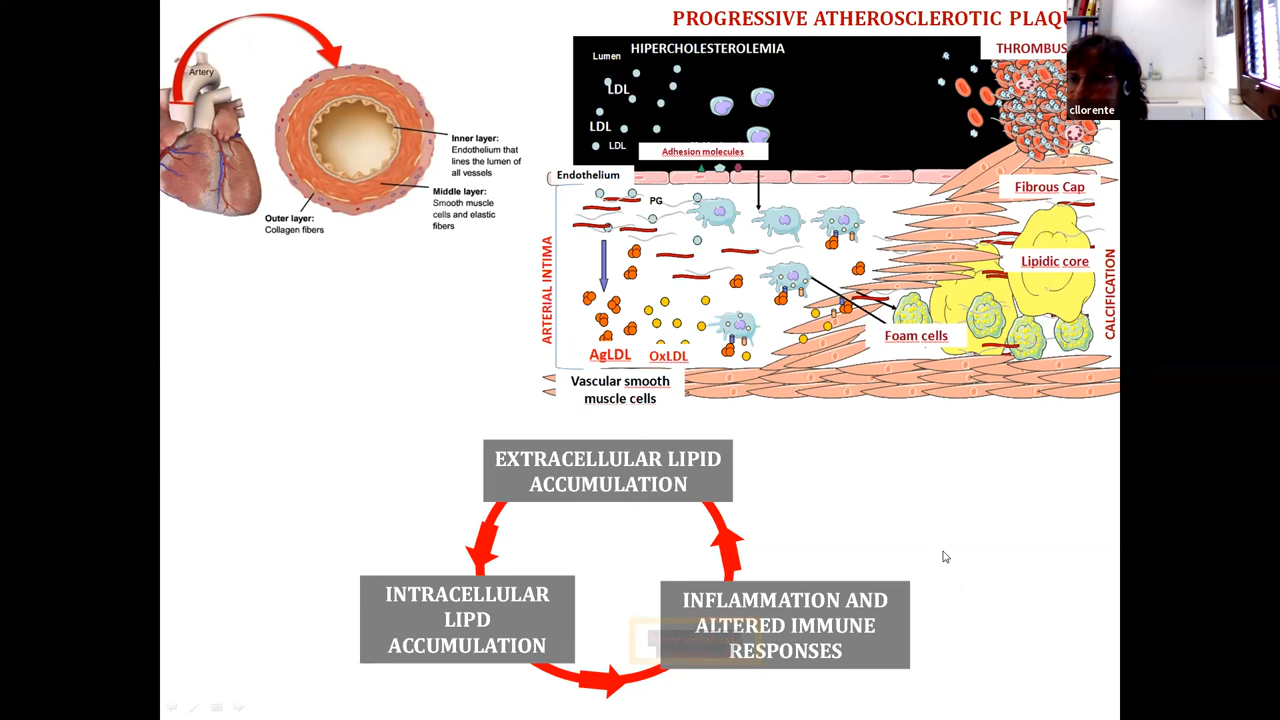 PROGRESSIVE ATHEROSCLEROTIC
Artery
Inner layer:
Endothelium that
lines the lumen of
all vessels
Middle layer:
Smooth muscle
cells and elastic
fibers
Outer layer:
Collagen fibers
Lumen
HIPERCHOLESTEROLEMIA
THROMBUS
LDL
LDL
LDL
cllorente
Adhesion molecules
Endothelium
PG
Fibrous Cap
Lipidic core
ARTERIAL INTIMA
CALCIFICATION
Foam cells
AgLDL
OxLDL
Vascular smooth
muscle cells
EXTRACELLULAR LIPID
ACCUMULATION
INTRACELLULAR
LIPD
ACCUMULATION
INFLAMMATION AND
ALTERED IMMUNE
RESPONSES